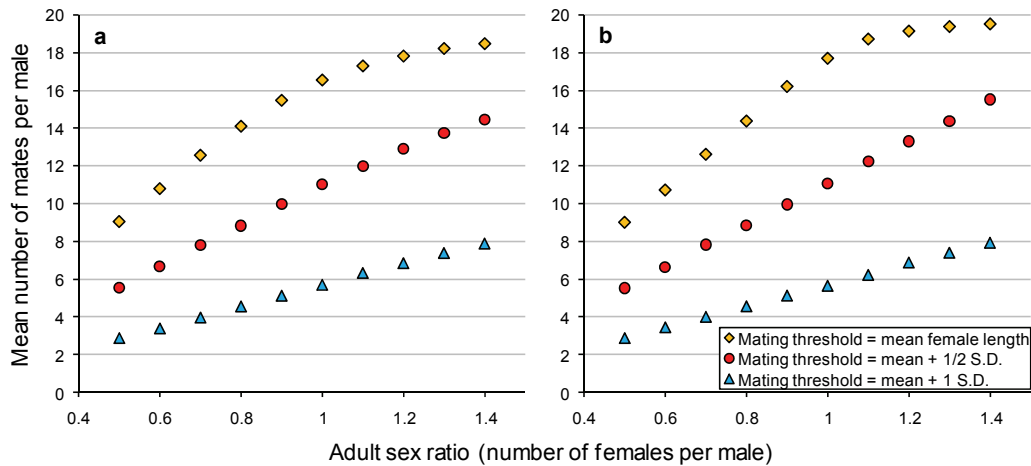 Mean number of mates per male
20
18
16
14
12
10
8
6
4
2
0
a
0.4 0.6 0.8 1 1.2 1.4
20
18
16
14
12
10
8
6
4
2
0
b
Mating threshold = mean female length
Mating threshold = mean + 1/2 S.D.
Mating threshold = mean + 1 S.D.
0.4 0.6 0.8 1 1.2 1.4
Adult sex ratio (number of females per male)